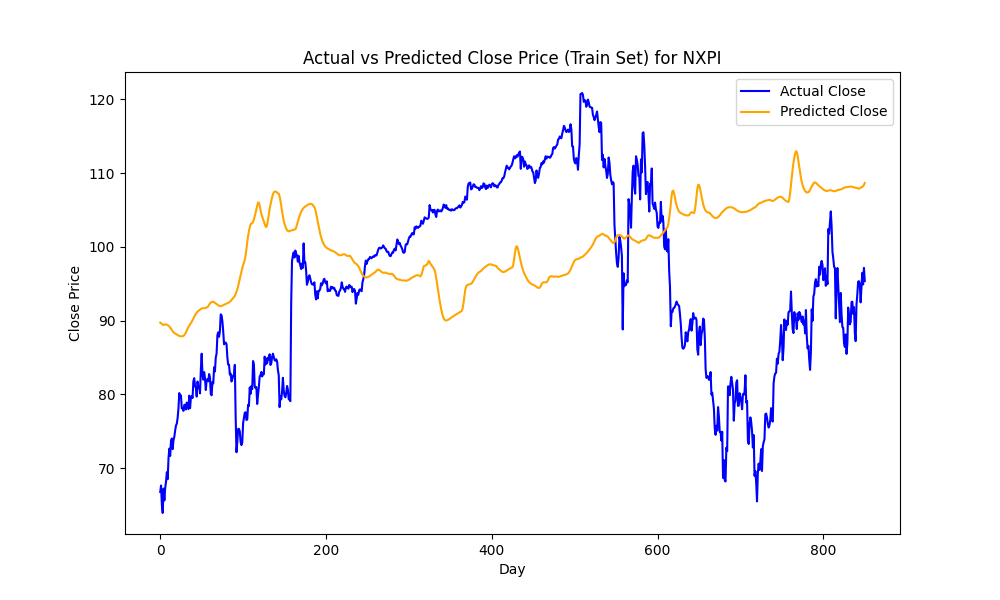 Actual vs Predicted Close Price (Train Set) for NXPI
Actual Close
Predicted Close
Close Price
120
110
100
90
80
70
0 200 400 600 800
Day